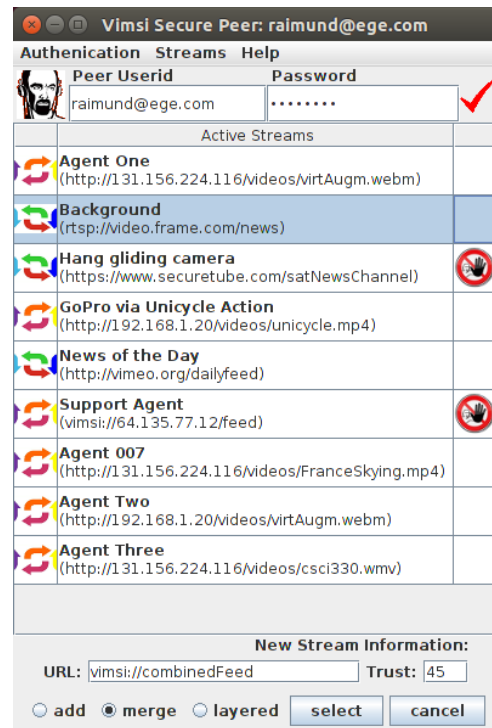 Vimsi Secure Peer: raimund@ege.com
Authenication Streams Help
Peer Userid Password
raimund@ege.com ••••••••
Active Streams
Agent One
(http://131.156.224.116/videos/virtAugm.webm)
Background
(rtsp://video.frame.com/news)
Hang gliding camera
(https://www.securetube.com/satNewsChannel)
GoPro via Unicycle Action
(http://192.168.1.20/videos/unicycle.mp4)
News of the Day
(http://vimeo.org/dailyfeed)
Support Agent
(vimsi://64.135.77.12/feed)
Agent 007
(http://131.156.224.116/videos/FranceSkying.mp4)
Agent Two
(http://192.168.1.20/videos/virtAugm.webm)
Agent Three
(http://131.156.224.116/videos/csci330.wmv)
New Stream Information:
URL: vimsi://combinedFeed Trust: 45
add merge layered select cancel